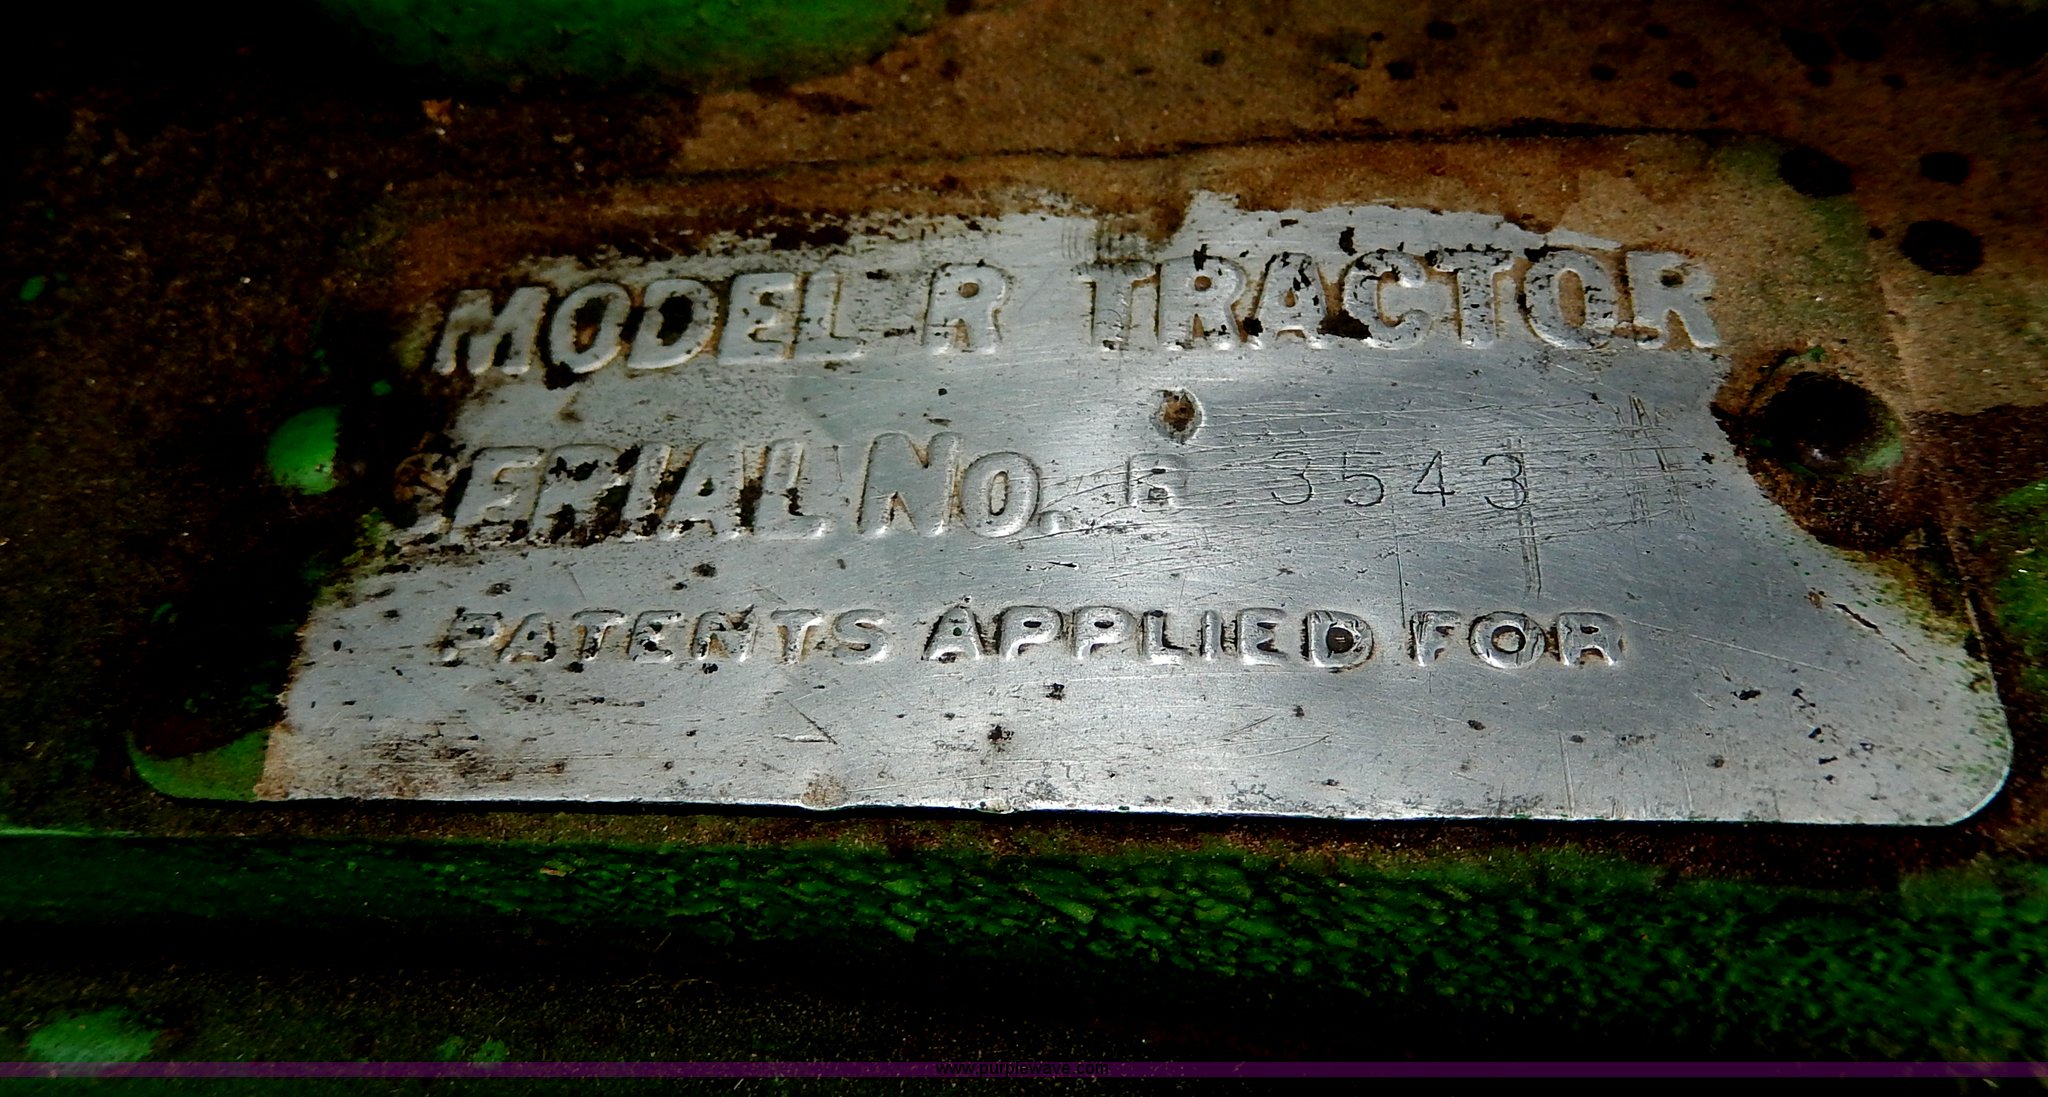 MODEL R TRACTOR
SERIAL NO. R 3543
PATENTS APPLIED FOR
www.purplewave.com